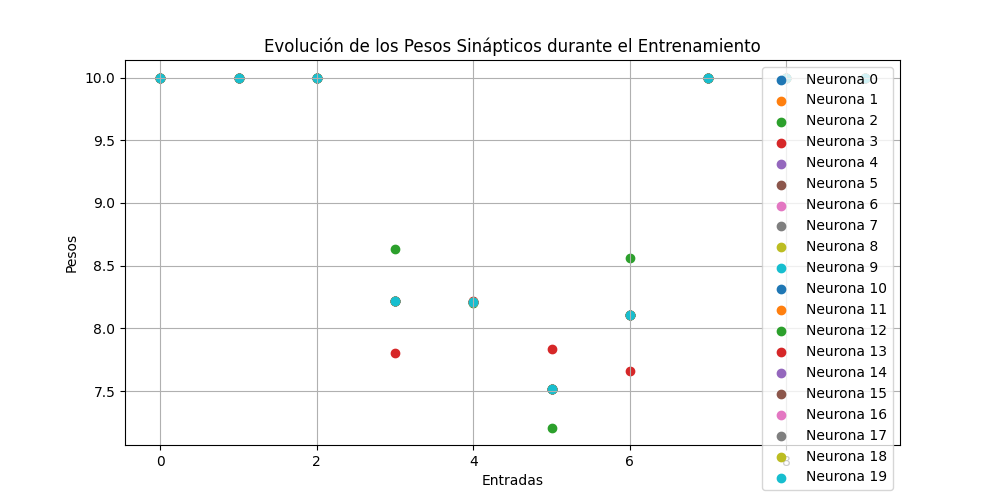 Evolución de los Pesos Sinápticos durante el Entrenamiento
Pesos
10.0
9.5
9.0
8.5
8.0
7.5
0
2
4
6
8
Entradas
Neurona 0
Neurona 1
Neurona 2
Neurona 3
Neurona 4
Neurona 5
Neurona 6
Neurona 7
Neurona 8
Neurona 9
Neurona 10
Neurona 11
Neurona 12
Neurona 13
Neurona 14
Neurona 15
Neurona 16
Neurona 17
Neurona 18
Neurona 19